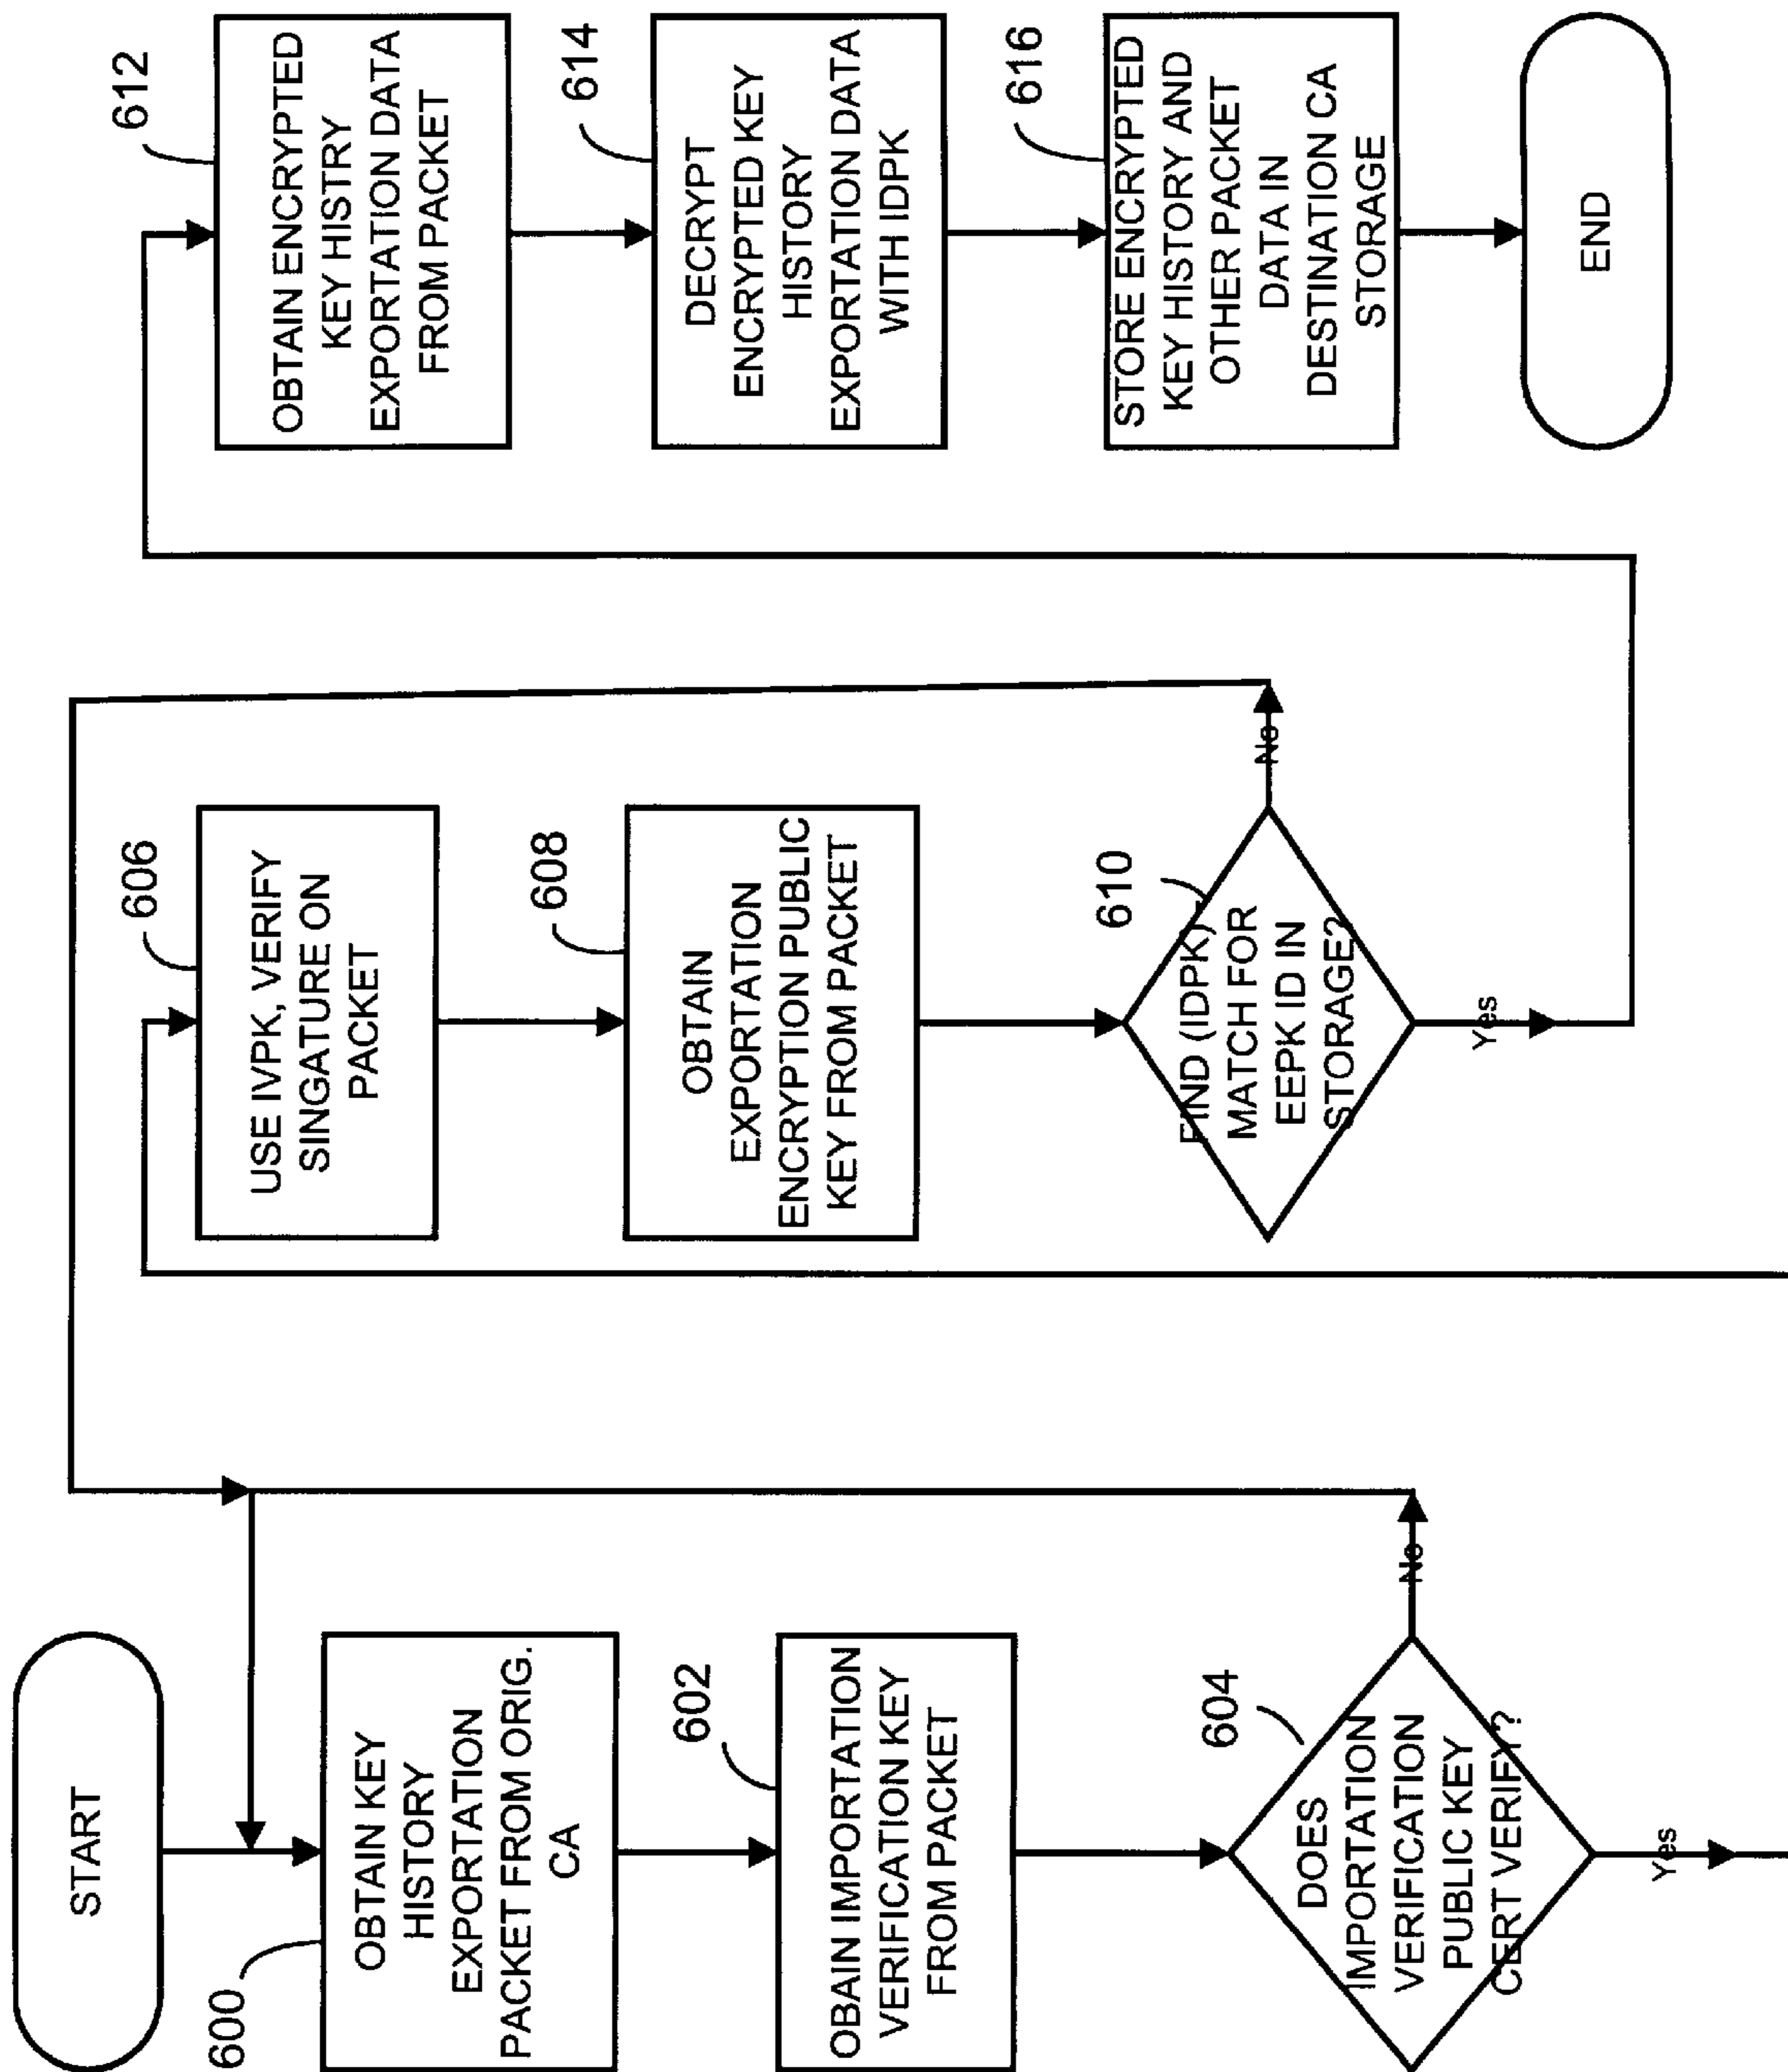 START
600
OBTAIN KEY
HISTORY
EXPORTATION
PACKET FROM ORIG.
CA
602
OBAIN IMPORTATION
VERIFICATION KEY
FROM PACKET
604
DOES
IMPORTATION
VERIFICATION
PUBLIC KEY
CERT VERIFY?
No
Yes
606
USE IVPK, VERIFY
SINGATURE ON
PACKET
608
OBTAIN
EXPORTATION
ENCRYPTION PUBLIC
KEY FROM PACKET
610
FIND (IDPK)
MATCH FOR
EEPK ID IN
STORAGE?
No
Yes
612
OBTAIN ENCRYPTED
KEY HISTRY
EXPORTATION DATA
FROM PACKET
614
DECRYPT
ENCRYPTED KEY
HISTORY
EXPORTATION DATA
WITH IDPK
616
STORE ENCRYPTED
KEY HISTORY AND
OTHER PACKET
DATA IN
DESTINATION CA
STORAGE
END